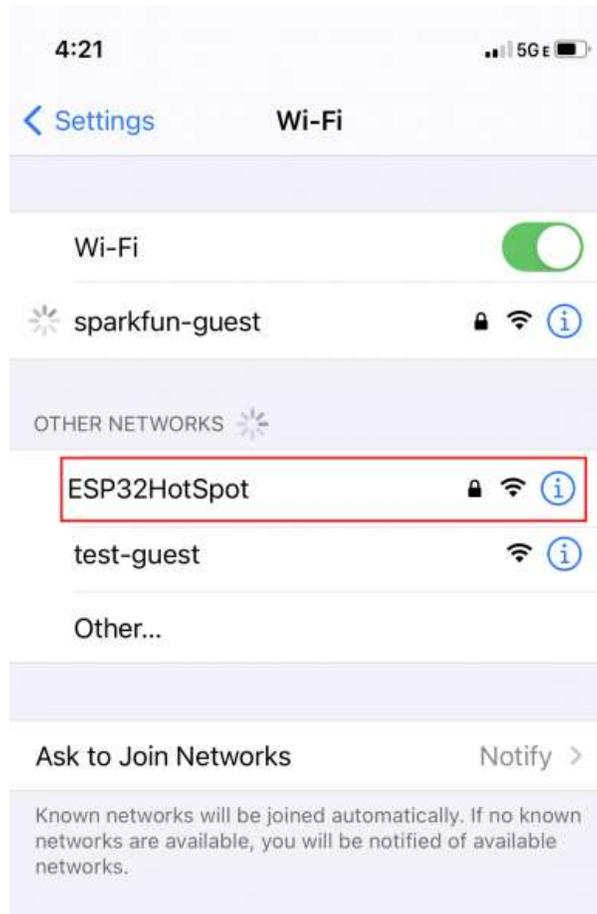 4:21 5G E
Settings Wi-Fi
Wi-Fi
sparkfun-guest
OTHER NETWORKS
ESP32HotSpot
test-guest
Other...
Ask to Join Networks Notify
Known networks will be joined automatically. If no known
networks are available, you will be notified of available
networks.